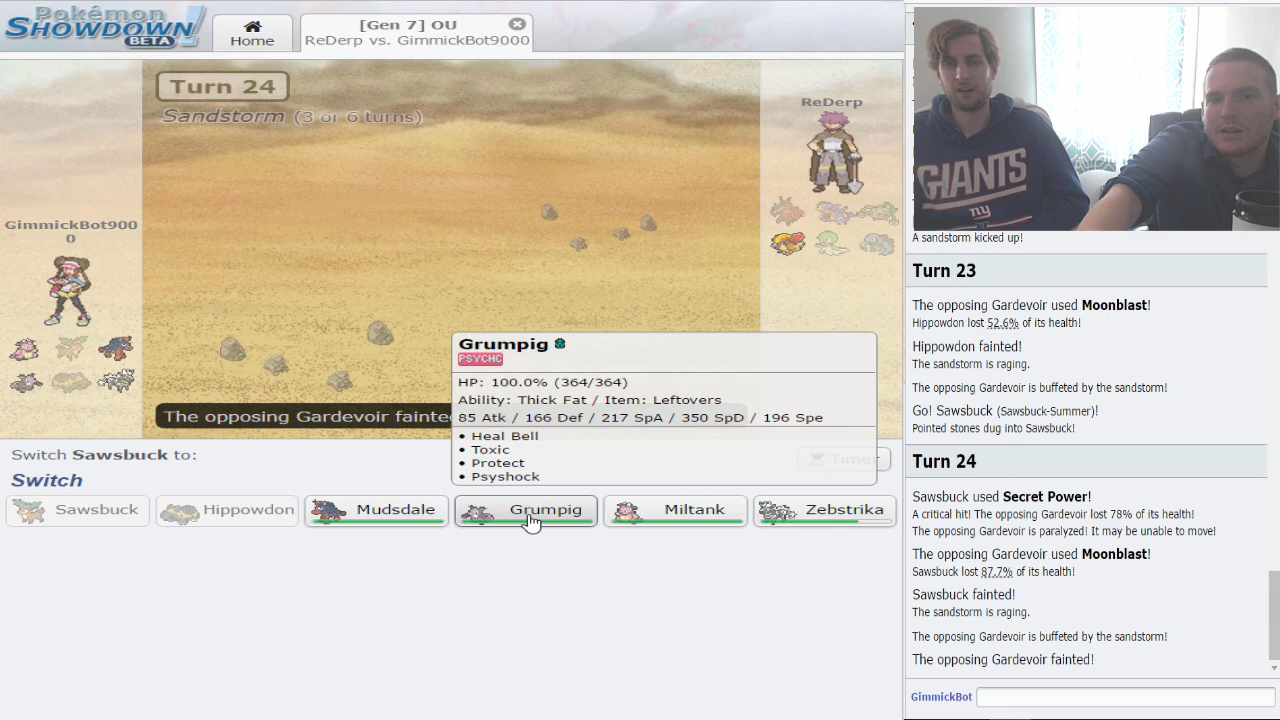 Pokémon
SHOWDOWN!
BETA
Home
[Gen 7] OU
ReDerp vs. GimmickBot9000
Turn 24
Sandstorm (3 or 6 turns)
GimmickBot900
0
ReDerp
The opposing Gardevoir fainte
Grumpig
PSYCHC
HP: 100.0% (364/364)
Ability: Thick Fat / Item: Leftovers
85 Atk / 166 Def / 217 SpA / 350 SpD / 196 Spe
• Heal Bell
• Toxic
• Protect
• Psyshock
Switch Sawsbuck to:
Timer
Switch
Sawsbuck
Hippowdon
Mudsdale
Grumpig
Miltank
Zebstrika
GIANTS
ny
A sandstorm kicked up!
Turn 23
The opposing Gardevoir used Moonblast!
Hippowdon lost 52.6% of its health!
Hippowdon fainted!
The sandstorm is raging.
The opposing Gardevoir is buffeted by the sandstorm!
Go! Sawsbuck (Sawsbuck-Summer)!
Pointed stones dug into Sawsbuck!
Turn 24
Sawsbuck used Secret Power!
A critical hit! The opposing Gardevoir lost 78% of its health!
The opposing Gardevoir is paralyzed! It may be unable to move!
The opposing Gardevoir used Moonblast!
Sawsbuck lost 87.7% of its health!
Sawsbuck fainted!
The sandstorm is raging.
The opposing Gardevoir is buffeted by the sandstorm!
The opposing Gardevoir fainted!
GimmickBot